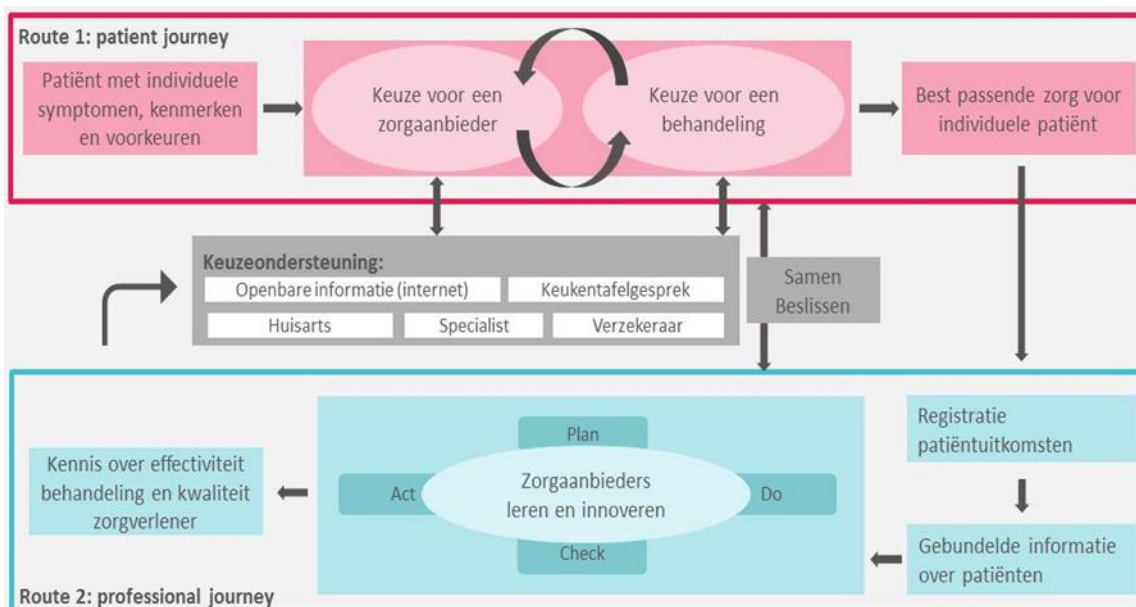 Route 1: patient journey
Patiënt met individuele
symptomen, kenmerken
en voorkeuren
Keuze voor een
zorgaanbieder
Keuze voor een
behandeling
Best passende zorg voor
individuele patiënt
Keuzeondersteuning:
Openbare informatie (internet)
Keukentafelgesprek
Huisarts
Specialist
Verzekeraar
Samen
Beslissen
Registratie
patiëntuitkomsten
Gebundelde informatie
over patiënten
Plan
Act
Zorgaanbieders
leren en innoveren
Do
Check
Kennis over effectiviteit
behandeling en kwaliteit
zorgverlener
Route 2: professional journey